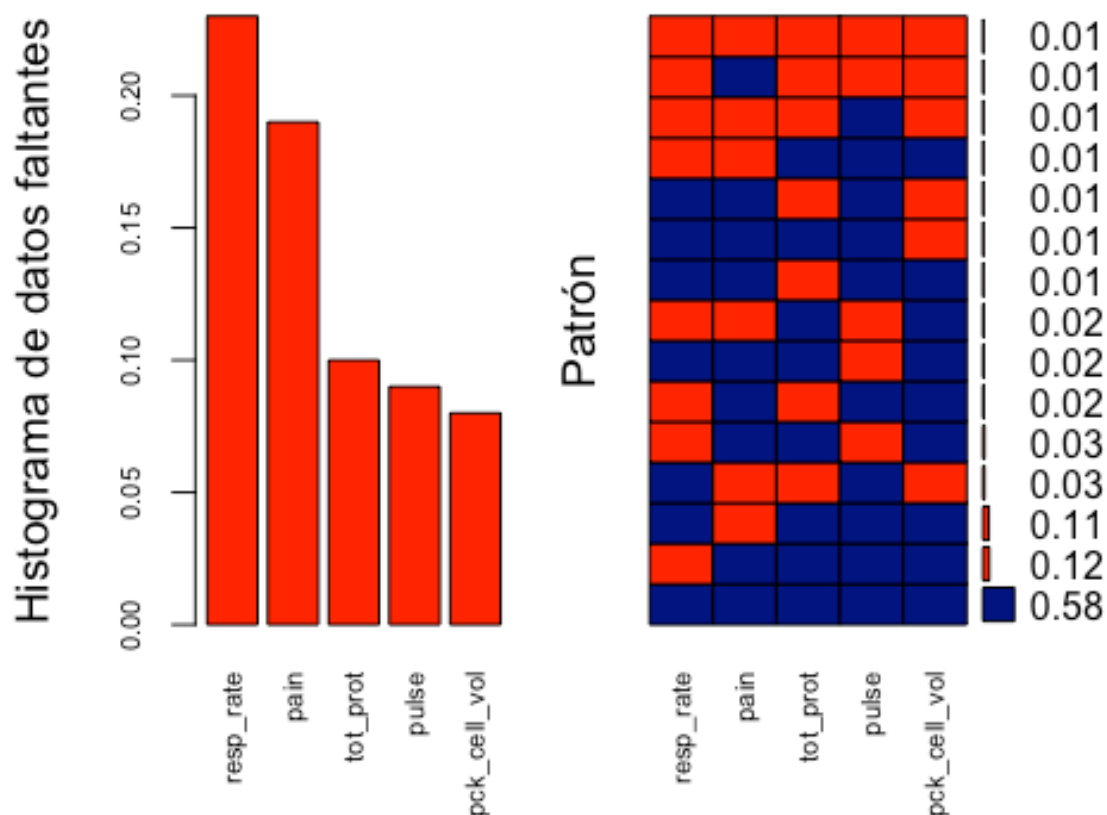 Histograma de datos faltantes
0.20
0.15
0.10
0.05
0.00
resp_rate
pain
tot_prot
pulse
pck_cell_vol
Patrón
0.01
0.01
0.01
0.01
0.01
0.01
0.01
0.02
0.02
0.02
0.03
0.03
0.11
0.12
0.58
resp_rate
pain
tot_prot
pulse
pck_cell_vol